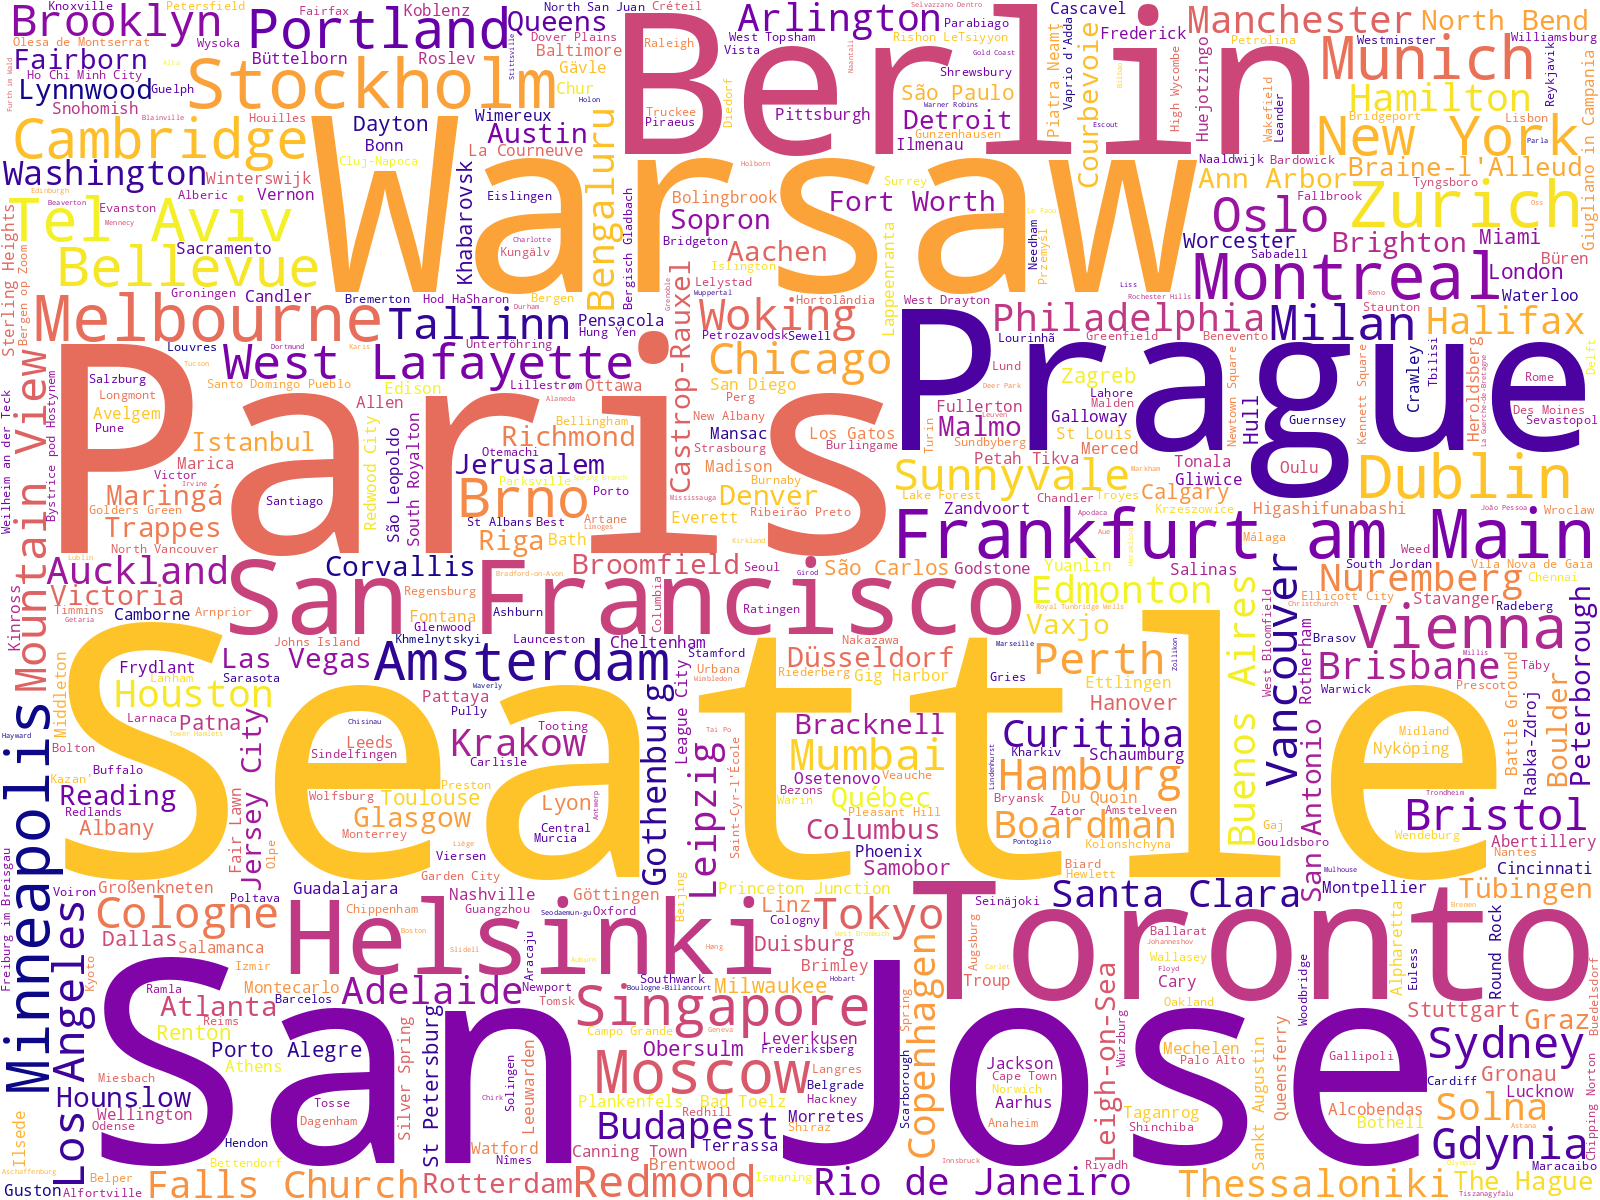 Knoxville
Petersfield
Fairfax
Koblenz
North San Juan
Créteil
Selvazzano Dentro
Cascavel
Brooklyn
Portland
Queens
Berlin
Arlington
Parabiago
Frederick
Manchester
North Bend
Olesa de Montserrat
Wysoka
Dover Plains
Raleigh
West Topsham
Rishon LeTsiyyon
Gold Coast
Petrolina
Westminster
Williamsburg
Fairborn
Büttelborn
Roslev
Baltimore
Vista
Munich
Ho Chi Minh City
Stockholm
Gävle
Shrewsbury
Lynnwood
Guelph
Chur
São Paulo
Hamilton
Snohomish
Houilles
Wimereux
Holon
Truckee
Piraeus
Diedorf
Pittsburgh
Warner Robins
Detroit
Piatra Neamt
Vaprio d'Adda
Courbevoie
High Wycombe
Huejotzingo
Wakefield
Leander
Bridgeport
Lisbon
Reykjavik
Giugliano in Campania
Blainville
Cambridge
Dayton
Austin
Gunzenhausen
Ilmenau
Escout
New York
Parla
Bonn
La Courneuve
Bengaluru
Cluj-Napoca
Warsaw
Holborn
Naaldwijk
Bardowick
Braine-l'Alleud
Washington
Winterswijk
Surrey
Ann Arbor
Tyngsboro
Edinburgh
Beaverton
Alberic
Vernon
Eislingen
Bolingbrook
Fort Worth
Fallbrook
Oss
Evanston
Mennecy
Tel Aviv
Khabarovsk
Sopron
Oslo
Zurich
Sterling Heights
Bergen op Zoom
Sacramento
Charlotte
Kungälv
Bergisch Gladbach
Bridgeton
Aachen
Lappeenranta
Needham
Przemyśl
Worcester
Sabadell
Brighton
Miami
Bellevue
Islington
Büren
Lelystad
Montreal
London
Groningen
Candler
Bremerton
Hod HaSharon
Bergen
Durham
Grenoble
Wuppertal
Hortolândia
West Drayton
Liss
Rochester Hills
Reno
Waterloo
Staunton
Melbourne
Tallinn
Pensacola
Hung Yen
Woking
Petrozavodsk
Sewell
Philadelphia
Lourinhã
Greenfield
Benevento
Milan
Halifax
Louvres
Dortmund
Karis
Unterföhring
West Lafayette
Castrop-Rauxel
Chicago
Prague
Tucson
Salzburg
Longmont
Santo Domingo Pueblo
Edison
Lillestrøm
Ottawa
San Diego
Lund
Zagreb
Newtown Square
Kennett Square
Crawley
Tbilisi
Heroldsberg
La Guerche-de-Bretagne
Rome
Delft
Mountain View
Weilheim an der Teck
Bystrice pod Hostynem
Avelgem
Pune
Paris
Allen
Alameda
Perg
Deer Park
Lahore
Fullerton
Malden
Leuven
Galloway
Guernsey
Hull
Des Moines
Sevastopol
New Albany
Bellingham
Istanbul
Richmond
Mansac
Los Gatos
Turin
Burlingame
Malmo
Sundbyberg
St Louis
Merced
Marica
Redwood City
São Leopoldo
South Royalton
Otemachi
Strasbourg
Petah Tikva
Tonala
Oulu
Victor
Irvine
Jerusalem
Madison
Burnaby
Sunnyvale
Markham
Gliwice
Dublin
Maringá
Santiago
Parksville
Spring Branch
Brno
Porto
Mississauga
Denver
Lake Forest
Chandler
Troyes
Calgary
Golders Green
Trappes
St Albans
Best
Artane
Limoges
Everett
Ribeirão Preto
Zandvoort
Apodaca
Krzeszowice
Higashifunabashi
João Pessoa
Wroclaw
North Vancouver
Riga
Bath
Kirkland
Frankfurt am Main
Aue
Heraklion
Málaga
Lublin
Auckland
San Francisco
Corvallis
Bradford-on-Avon
Broomfield
Seoul
Girod
São Carlos
Godstone
Yuanlin
Salinas
Weed
South Jordan
Vila Nova de Gaia
Chennai
Nuremberg
Victoria
Regensburg
Ashburn
Columbia
Ratingen
Edmonton
Vancouver
Ellicott City
Christchurch
Stavanger
Radeberg
Peterborough
Kinross
Timmins
Getaria
Camborne
Arnprior
Fontana
Glenwood
Launceston
Royal Tunbridge Wells
Vaxjo
Vienna
Johns Island
Khmelnytskyi
Cheltenham
Nakazawa
Marseille
Brasov
Millis
Middleton
Frydlant
Lanham
Sarasota
Las Vegas
Amsterdam
Stamford
Urbana
Wimbledon
Düsseldorf
Riederberg
Gig Harbor
Gries
Perth
Zollikon
Ettlingen
Buenos Aires
West Bloomfield
Rotherham
Brisbane
Warwick
Täby
Prescot
Houston
Waverly
Pattaya
Pully
Gothenburg
League City
Hanover
Battle Ground
Rabka-Zdroj
Boulder
Larnaca
Patna
Chisinau
Tooting
Tai Po
Bracknell
Curitiba
San Antonio
Midland
Nyköping
Hayward
Minneapolis
Tower Hamlets
Bolton
Jersey City
Leeds
Sindelfingen
Krakow
Carlisle
Leipzig
Saint-Cyr-l'École
Mumbai
Kharkiv
Schaumburg
Seattle
Buffalo
Kazan'
Reading
Redlands
Wolfsburg
Preston
Toulouse
Lyon
Antwerp
Osetenovo
Bezons
Warin
Veauche
Québec
Pleasant Hill
Lindenhurst
Hamburg
Bryansk
Du Quoin
Zator
Amstelveen
Trondheim
Bristol
Albany
Monterrey
Glasgow
Central
Murcia
Columbus
Boardman
Kolonshchyna
Pontoglio
Gaj
Gouldsboro
Wendeburg
Abertillery
Fair Lawn
Olpe
Liège
Viersen
Phoenix
Samobor
Biard
Hewlett
Mulhouse
Nantes
Cincinnati
Freiburg im Breisgau
Voiron
Großenkneten
Poltava
Garden City
Guadalajara
Nashville
Göttingen
Beijing
Princeton Junction
Seinäjoki
Santa Clara
Montpellier
Tübingen
Los Angeles
Cologne
Chippenham
Guangzhou
Seodaemun-gu
Oxford
Linz
Cologny
Tokyo
Toronto
Bremen
Dallas
Salamanca
Boston
Helsinki
Slidell
Auburn
Høng
West Bromwich
Duisburg
Augsburg
Ballarat
Johanneshov
Wallasey
Floyd
Cary
Alpharetta
Euless
Round Rock
Kyoto
Izmir
Montecarlo
Aracaju
Southwark
Boulogne-Billancourt
Brimley
Hobart
Carlet
Troup
Woodbridge
Buedelsdorf
Ramla
Barcelos
Adelaide
Newport
Tomsk
Milwaukee
Copenhagen
Spring
Leigh-on-Sea
Oakland
Stuttgart
Atlanta
Reims
Singapore
Graz
Renton
San Jose
St Petersburg
Silver Spring
Campo Grande
Geneva
Leverkusen
Frederiksberg
Obersulm
Würzburg
Mechelen
Palo Alto
Queensferry
Gallipoli
Sydney
Porto Alegre
Athens
Solingen
Leeuwarden
Moscow
Langres
Belgrade
Hackney
Scarborough
Jackson
Cape Town
Norwich
Aarhus
Cardiff
Gronau
Lucknow
Miesbach
Hounslow
Tosse
Chirk
Plankenfels
Bad Toelz
Redhill
Morretes
Shiraz
Taganrog
Shinchiba
Sankt Augustin
Alcobendas
Bothell
Solna
Astana
Chipping Norton
Wellington
Odense
Dagenham
Budapest
Anaheim
Ilsede
Hendon
Watford
Nîmes
Canning Town
Terrassa
Gdynia
Aschaffenburg
Bettendorf
Brentwood
Innsbruck
Riyadh
Olympia
Maracaibo
Guston
Belper
Alfortville
Falls Church
Rotterdam
Redmond
Ismaning
Rio de Janeiro
Thessaloniki
The Hague
Tiszanagyfalu